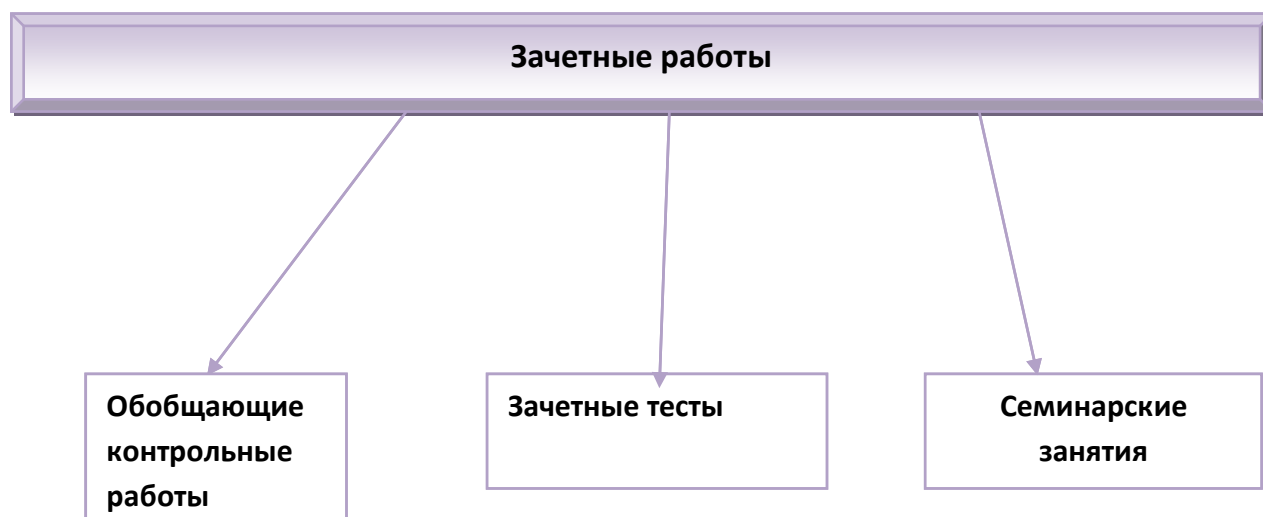 Зачетные работы
Обобщающие
контрольные
работы
Зачетные тесты
Семинарские
занятия